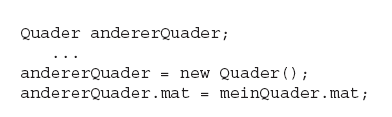 Quader andererQuader;
...
andererQuader = new Quader();
andererQuader.mat = meinQuader.mat;